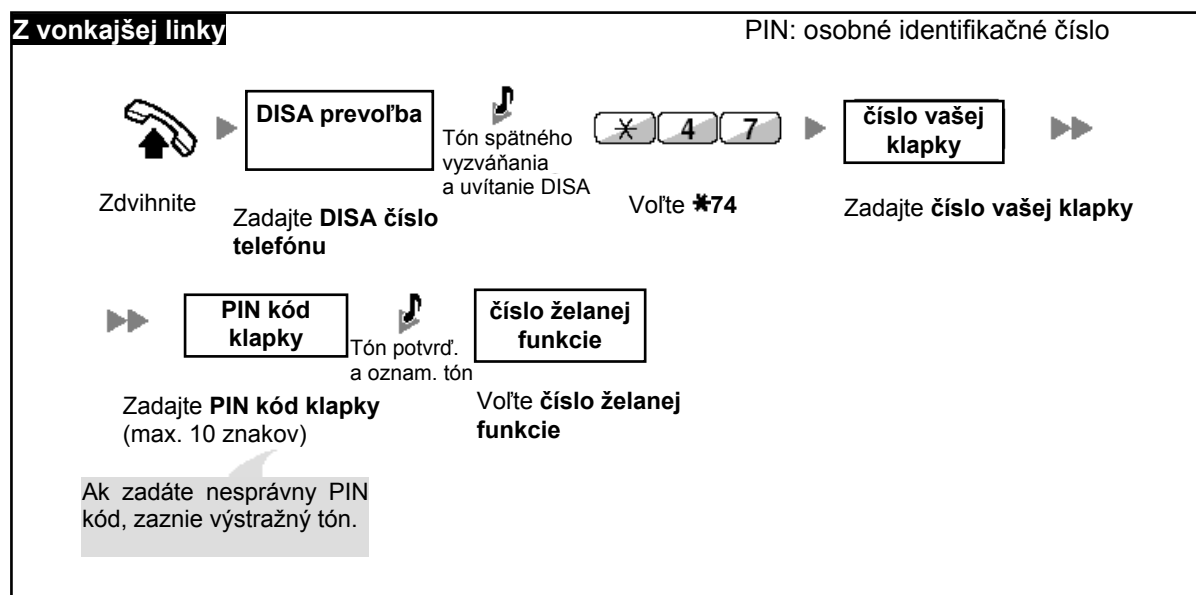 Z vonkajšej linky
PIN: osobné identifikačné číslo
DISA prevoľba
Tón spätného
vyzváňania
a uvítanie DISA
✱ 4 7
číslo vašej
klapky
Zdvihnite
Zadajte DISA číslo
telefónu
Voľte ✱74
Zadajte číslo vašej klapky
PIN kód
klapky
Tón potvrď.
a oznam. tón
číslo želanej
funkcie
Zadajte PIN kód klapky
(max. 10 znakov)
Voľte číslo želanej
funkcie
Ak zadáte nesprávny PIN
kód, zaznie výstražný tón.